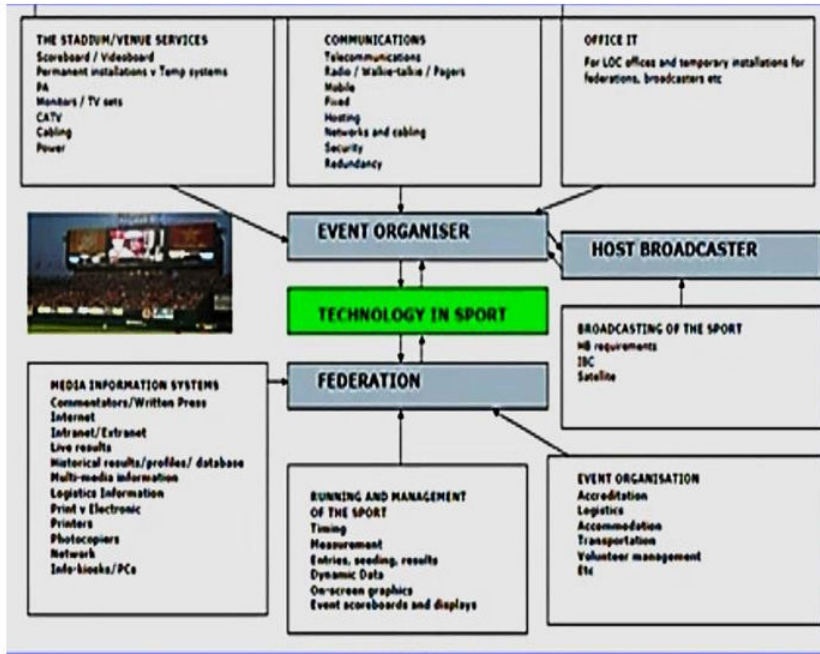 THE STADIUM/VENUE SERVICES
Scoreboard / Videoboard
Permanent installations v Temp systems
PA
Monitors / TV sets
CATV
Cabling
Power
COMMUNICATIONS
Telecommunications
Radio / Walkie-talkie / Pagers
Mobile
Fixed
Hosting
Networks and cabling
Security
Redundancy
OFFICE IT
For LOC offices and temporary installations for
federations, broadcasters etc
EVENT ORGANISER
HOST BROADCASTER
TECHNOLOGY IN SPORT
BROADCASTING OF THE SPORT
HB requirements
IBC
Satellite
FEDERATION
MEDIA INFORMATION SYSTEMS
Commentators/Written Press
Internet
Intranet/Extranet
Live results
Historical results/profiles/ database
Multi-media information
Logistics Information
Print v Electronic
Printers
Photocopiers
Network
Info-kiosks/PCs
RUNNING AND MANAGEMENT
OF THE SPORT
Timing
Measurement
Entries, seeding, results
Dynamic Data
On-screen graphics
Event scoreboards and displays
EVENT ORGANISATION
Accreditation
Logistics
Accommodation
Transportation
Volunteer management
Etc